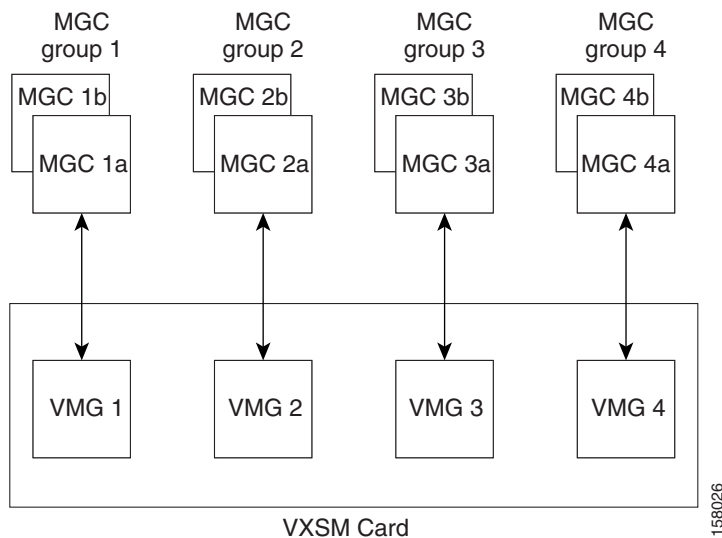 MGC
group 1
MGC
group 2
MGC
group 3
MGC
group 4
MGC 1b
MGC 2b
MGC 3b
MGC 4b
MGC 1a
MGC 2a
MGC 3a
MGC 4a
VMG 1
VMG 2
VMG 3
VMG 4
VXSM Card
158026